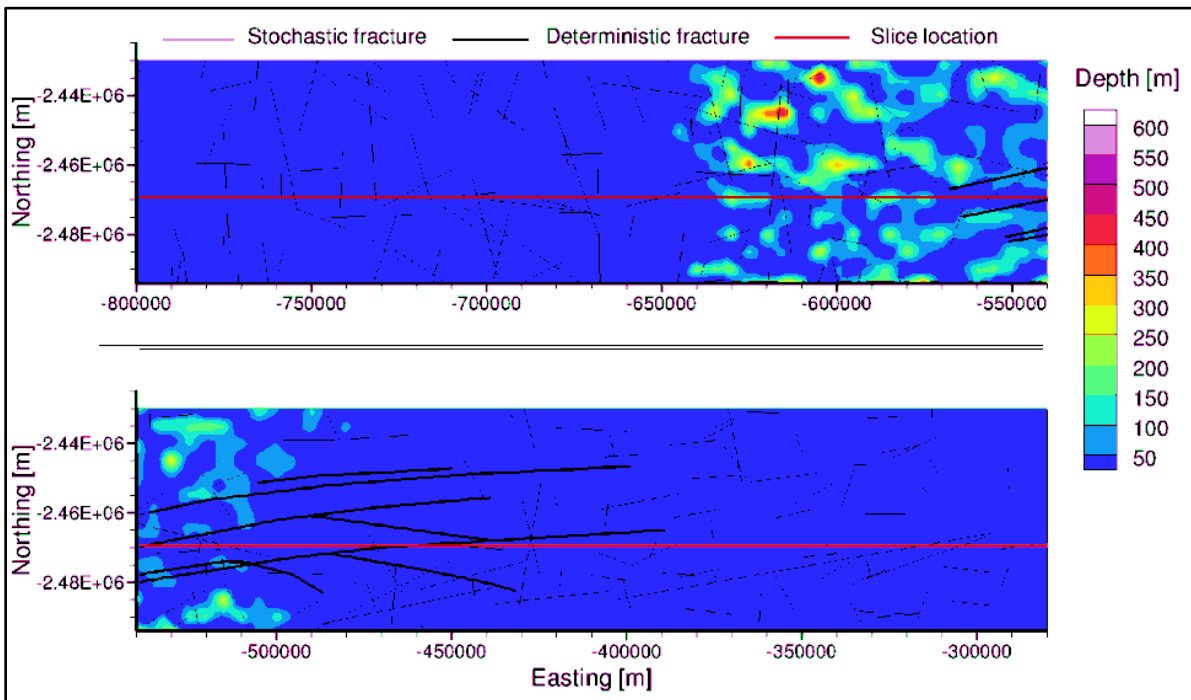 Stochastic fracture Deterministic fracture Slice location
Depth [m]
600
550
500
450
400
350
300
250
200
150
100
50
Northing [m]
-2.44E+06
-2.46E+06
-2.48E+06
-800000 -750000 -700000 -650000 -600000 -550000
Northing [m]
-2.44E+06
-2.46E+06
-2.48E+06
-500000 -450000 -400000 -350000 -300000
Easting [m]